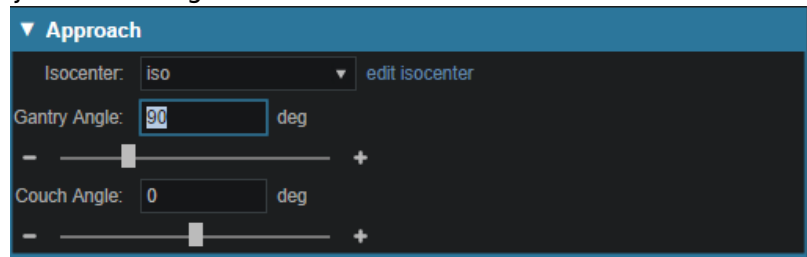 ▼ Approach
Isocenter: iso ▼ edit isocenter
Gantry Angle: 90 deg
- +
Couch Angle: 0 deg
- +